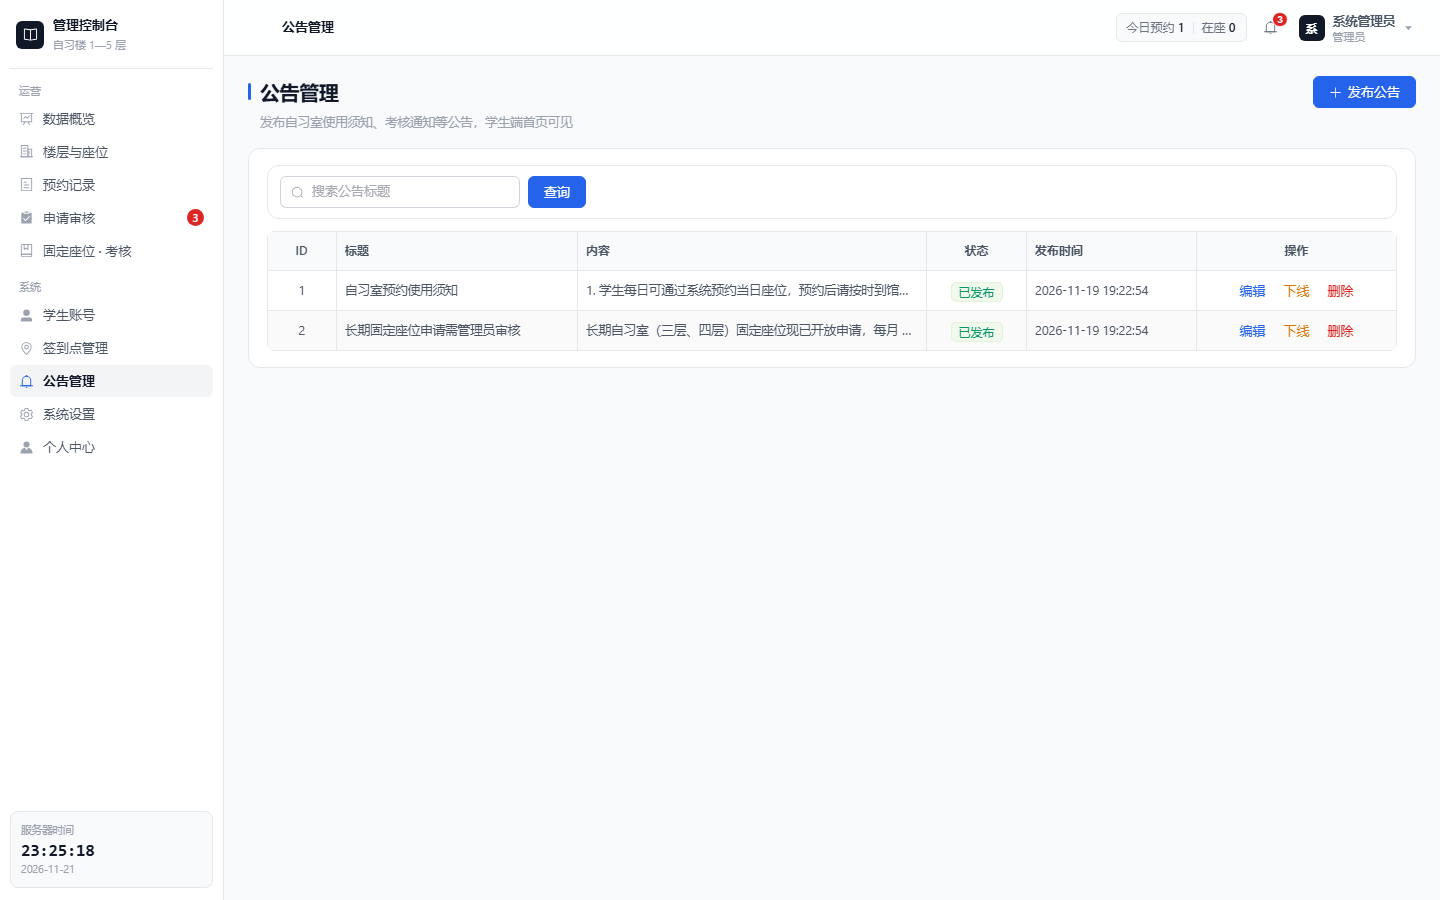 管理控制台
自习楼 1—5 层
运营
数据概览
楼层与座位
预约记录
申请审核 3
固定座位 · 考核
系统
学生账号
签到点管理
公告管理
系统设置
个人中心
服务器时间
23:25:18
2026-11-21
公告管理
今日预约 1 在座 0
3
系
系统管理员
管理员
公告管理
发布自习室使用须知、考核通知等公告，学生端首页可见
发布公告
搜索公告标题 查询
ID 标题 内容 状态 发布时间 操作
1 自习室预约使用须知 1. 学生每日可通过系统预约当日座位，预约后请按时到馆... 已发布 2026-11-19 19:22:54 编辑 下线 删除
2 长期固定座位申请需管理员审核 长期自习室（三层、四层）固定座位现已开放申请，每月 ... 已发布 2026-11-19 19:22:54 编辑 下线 删除